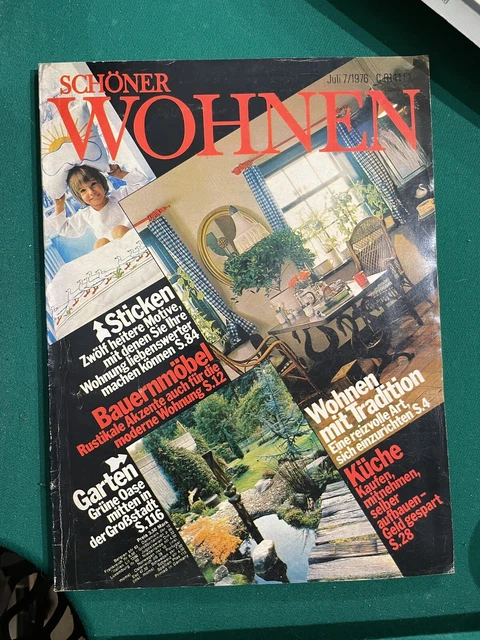 SCHÖNER
WOHNEN
Juli 7/1976
Sticken
Zwölf heitere Motive,
mit denen Sie Ihre
Wohnung liebenswerter
machen können S.84
Bauernmöbel
Rustikale Akzente auch für die
moderne Wohnung S.12
Garten
Grüne Oase
mitten in
der Großstadt
S.116
Wohnen
mit Tradition
Eine reizvolle Art,
sich einzurichten S.4
Küche
Kaufen,
mitnehmen,
selber
aufbauen –
Geld gespart
S.28